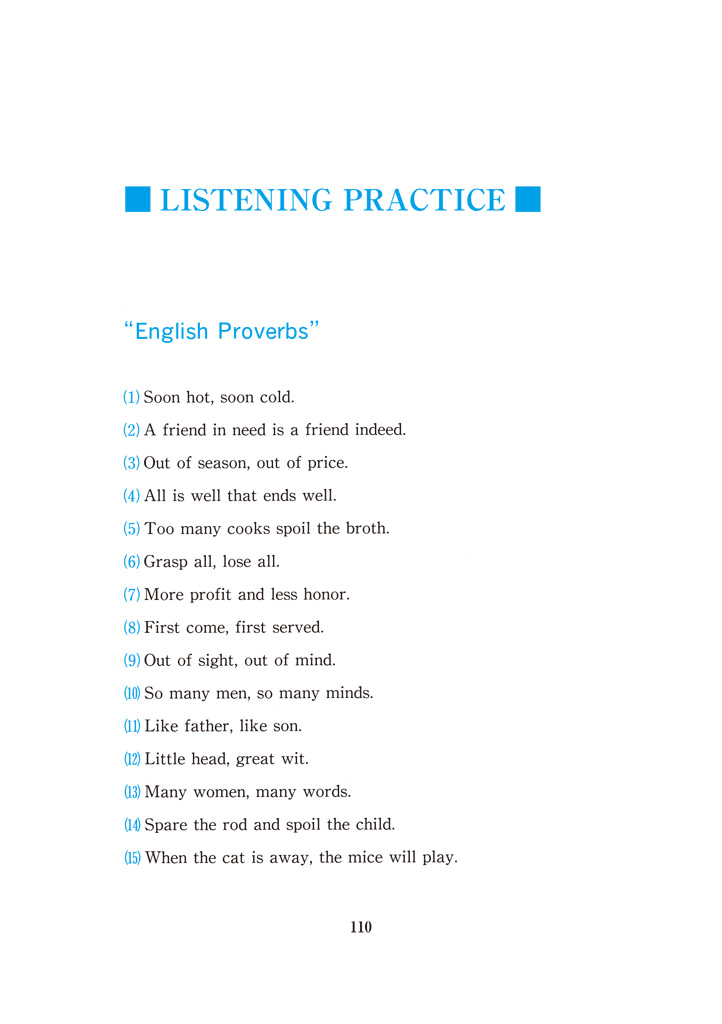 ■ LISTENING PRACTICE ■
“English Proverbs”
(1) Soon hot, soon cold.
(2) A friend in need is a friend indeed.
(3) Out of season, out of price.
(4) All is well that ends well.
(5) Too many cooks spoil the broth.
(6) Grasp all, lose all.
(7) More profit and less honor.
(8) First come, first served.
(9) Out of sight, out of mind.
(10) So many men, so many minds.
(11) Like father, like son.
(12) Little head, great wit.
(13) Many women, many words.
(14) Spare the rod and spoil the child.
(15) When the cat is away, the mice will play.
110